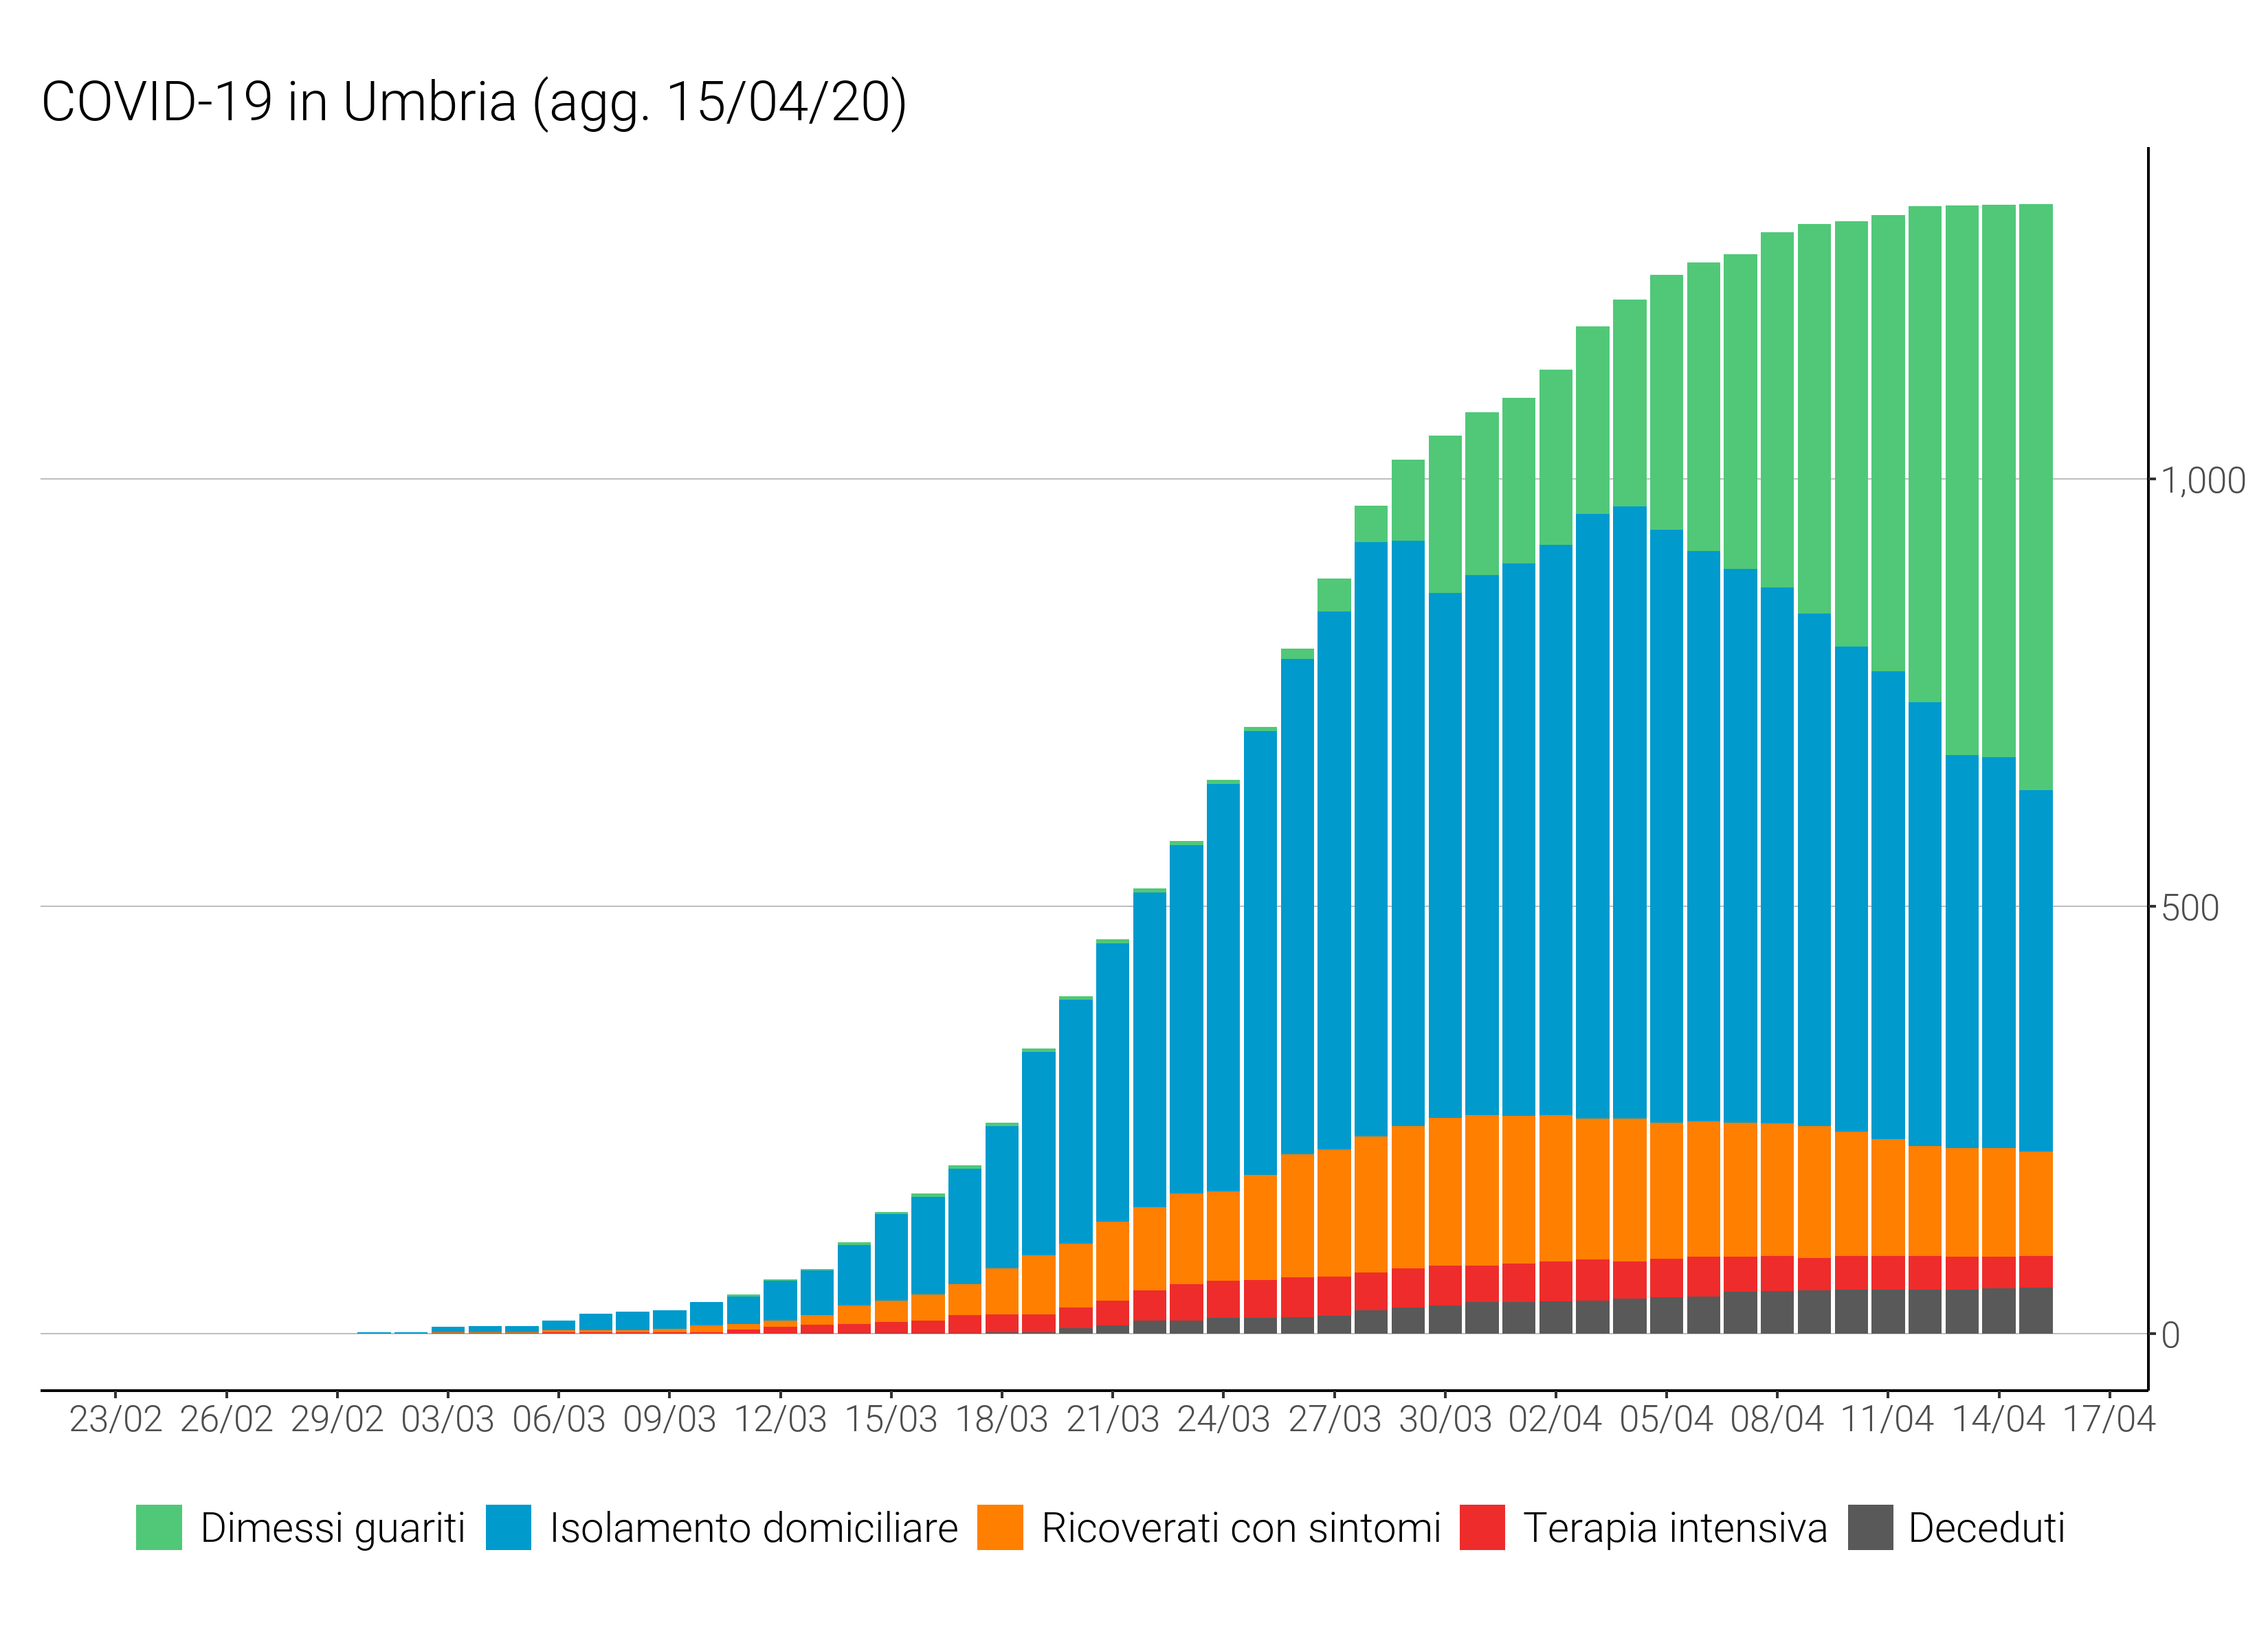 COVID-19 in Umbria (agg. 15/04/20)
1,000
500
0
23/02 26/02 29/02 03/03 06/03 09/03 12/03 15/03 18/03 21/03 24/03 27/03 30/03 02/04 05/04 08/04 11/04 14/04 17/04
Dimessi guariti Isolamento domiciliare Ricoverati con sintomi Terapia intensiva Deceduti